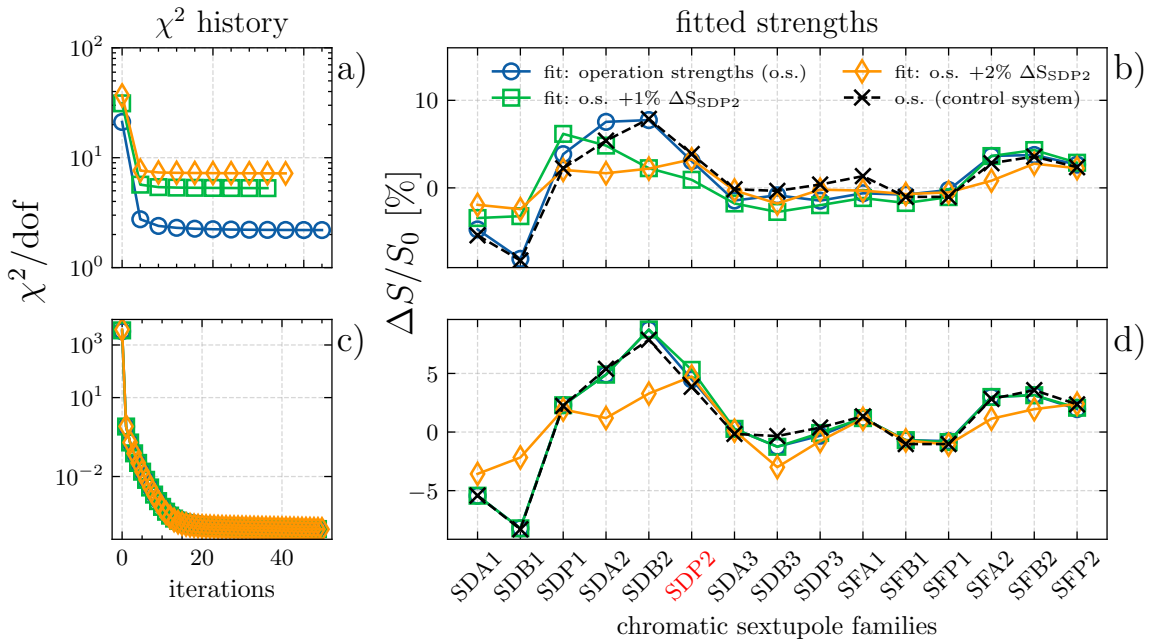 χ² history
fitted strengths
a)
b)
10²
10¹
10⁰
10
0
fit: operation strengths (o.s.)
fit: o.s. +1% ΔS_SDP2
fit: o.s. +2% ΔS_SDP2
o.s. (control system)
χ²/dof
ΔS/S₀ [%]
c)
d)
10³
10¹
10⁻²
5
0
−5
0
20
40
iterations
SDA1
SDB1
SDP1
SDA2
SDB2
SDP2
SDA3
SDB3
SDP3
SFA1
SFB1
SFP1
SFA2
SFB2
SFP2
chromatic sextupole families